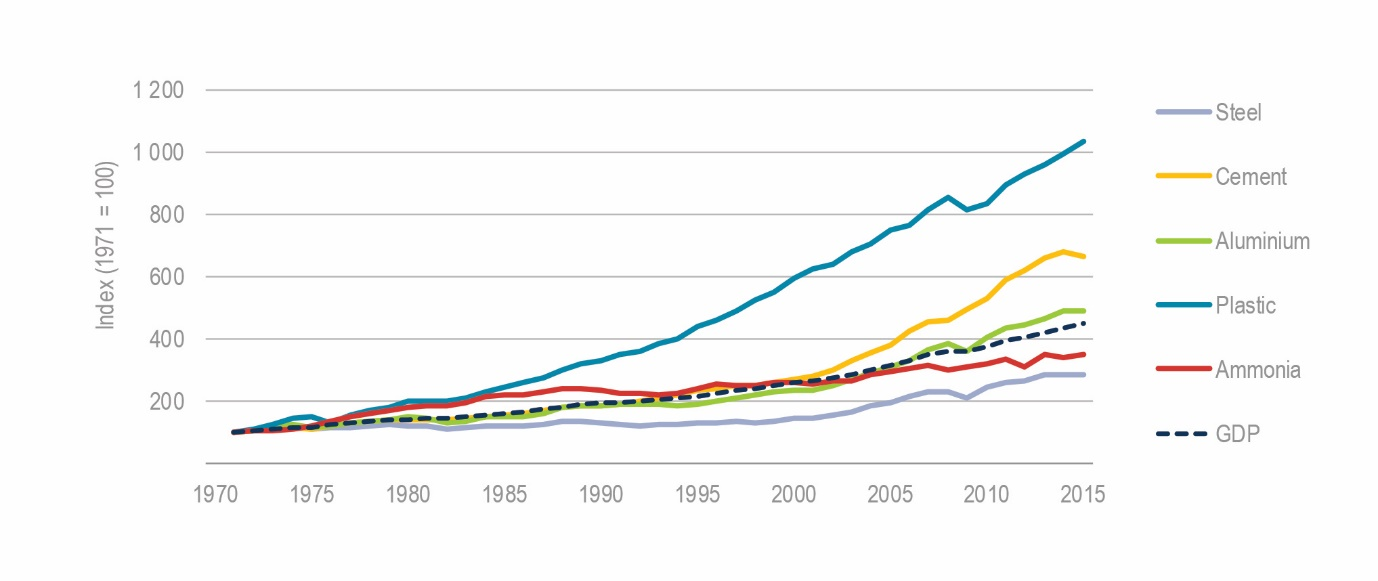 Index (1971 = 100)
1 200
1 000
800
600
400
200
1970 1975 1980 1985 1990 1995 2000 2005 2010 2015
Steel
Cement
Aluminium
Plastic
Ammonia
GDP